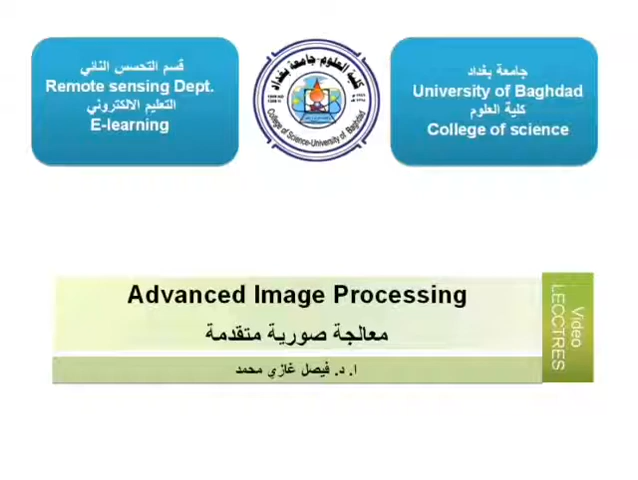 قسم التحسس النائي
Remote sensing Dept.
التعليم الالكتروني
E-learning
كلية العلوم-جامعة بغداد
College of Science-University of Baghdad
جامعة بغداد
University of Baghdad
كلية العلوم
College of science
Advanced Image Processing
معالجة صورية متقدمة
ا. د. فيصل غازي محمد
Video
LECCTRES